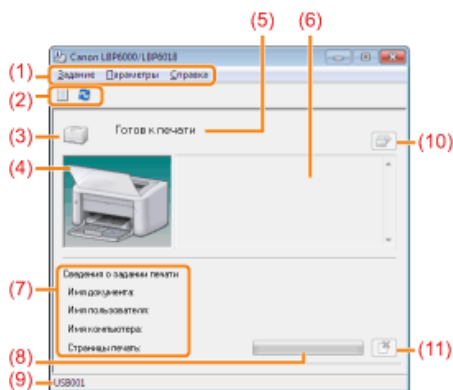 (5) (6)
Canon LBP6000/LBP6018
(1) Задание Параметры Справка
(2)
(3) Готов к печати (10)
(4)
Сведения о задании печати
(7) Имя документа:
Имя пользователя:
Имя компьютера:
Страницы печать: (11)
(8)
(9) USB001